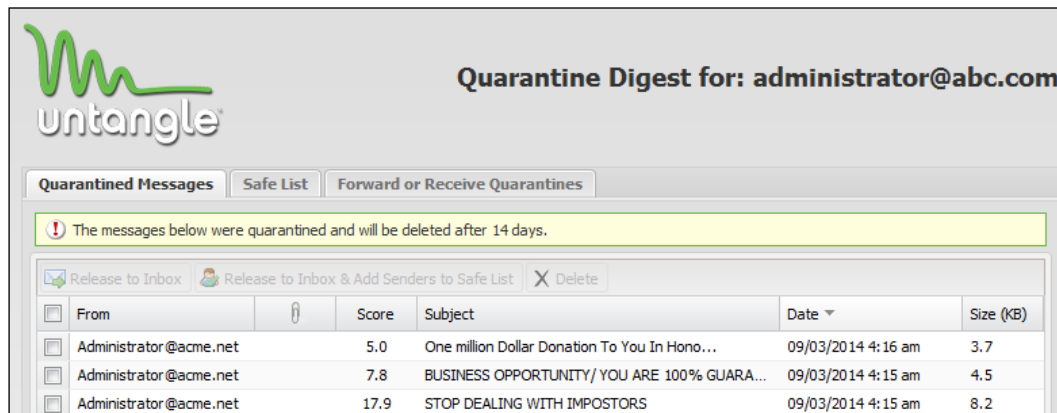 untangle
Quarantine Digest for: administrator@abc.com
Quarantined Messages Safe List Forward or Receive Quarantines
The messages below were quarantined and will be deleted after 14 days.
Release to Inbox Release to Inbox & Add Senders to Safe List Delete
From Score Subject Date Size (KB)
Administrator@acme.net 5.0 One million Dollar Donation To You In Hono... 09/03/2014 4:16 am 3.7
Administrator@acme.net 7.8 BUSINESS OPPORTUNITY/ YOU ARE 100% GUARA... 09/03/2014 4:15 am 4.5
Administrator@acme.net 17.9 STOP DEALING WITH IMPOSTORS 09/03/2014 4:15 am 8.2